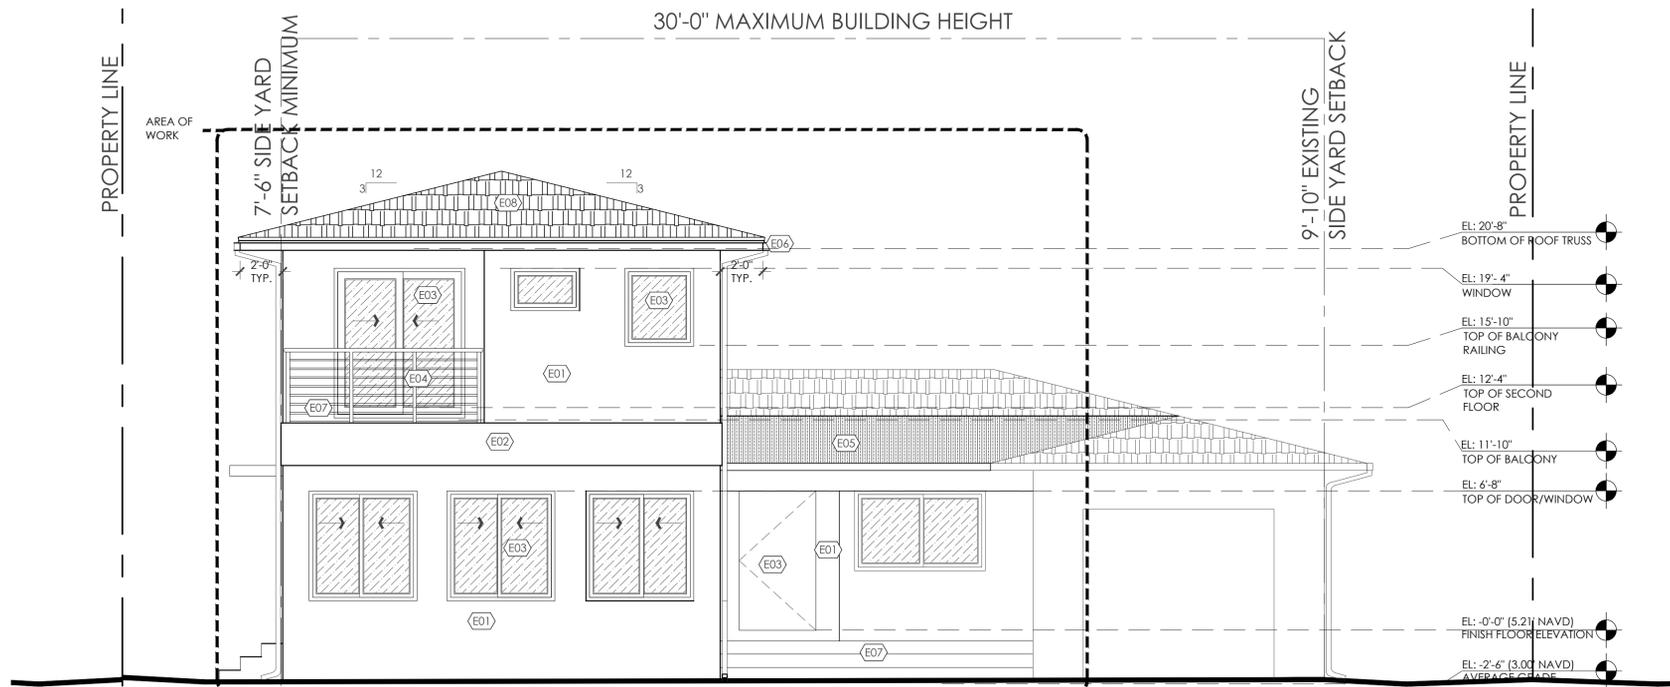 30'-0" MAXIMUM BUILDING HEIGHT
PROPERTY LINE
AREA OF
WORK
7'-6" SIDE YARD
SETBACK MINIMUM
9'-10" EXISTING
SIDE YARD SETBACK
PROPERTY LINE
12
3
12
3
E08
E06
2'-0"
TYP.
2'-0"
TYP.
E03
E03
E04
E01
E07
E02
E05
E03
E01
E03
E01
E07
EL: 20'-8"
BOTTOM OF ROOF TRUSS
EL: 19'- 4"
WINDOW
EL: 15'-10"
TOP OF BALCONY
RAILING
EL: 12'-4"
TOP OF SECOND
FLOOR
EL: 11'-10"
TOP OF BALCONY
EL: 6'-8"
TOP OF DOOR/WINDOW
EL: -0'-0" (5.21' NAVD)
FINISH FLOOR ELEVATION
EL: -2'-6" (3.00' NAVD)
AVERAGE GRADE